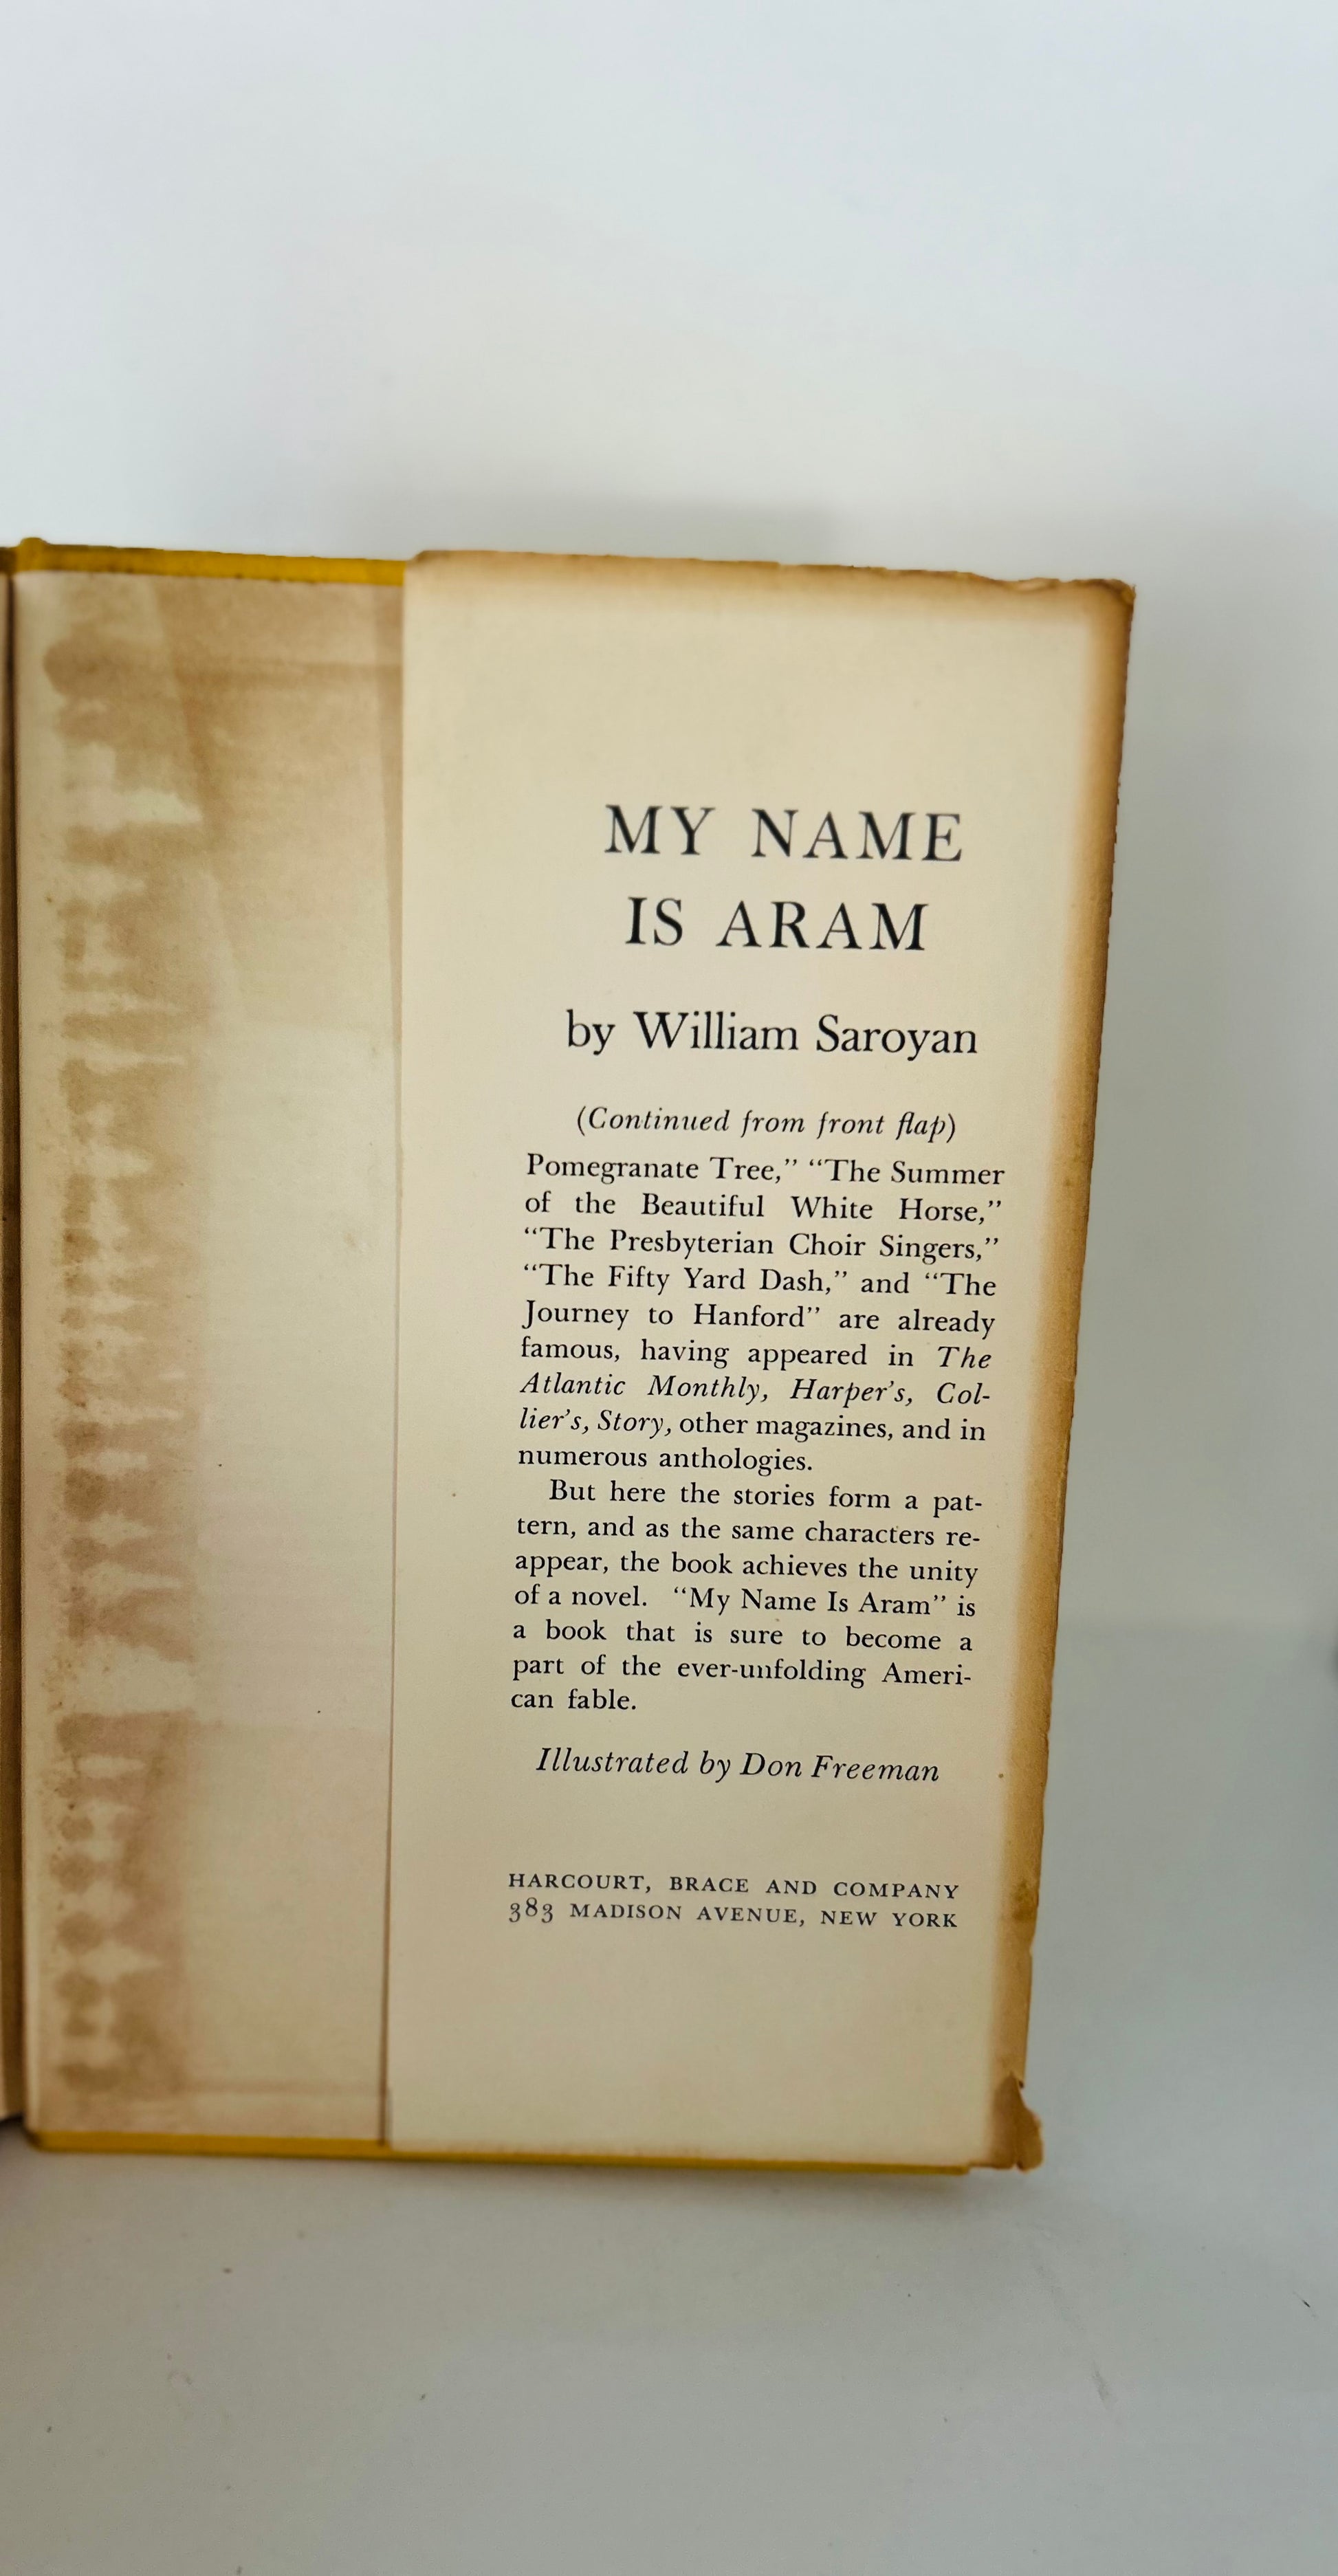 MY NAME
IS ARAM
by William Saroyan
(Continued from front flap)
Pomegranate Tree,” “The Summer
of the Beautiful White Horse,”
“The Presbyterian Choir Singers,”
“The Fifty Yard Dash,” and “The
Journey to Hanford” are already
famous, having appeared in The
Atlantic Monthly, Harper’s, Col-
lier’s, Story, other magazines, and in
numerous anthologies.
But here the stories form a pat-
tern, and as the same characters re-
appear, the book achieves the unity
of a novel. “My Name Is Aram” is
a book that is sure to become a
part of the ever-unfolding Ameri-
can fable.
Illustrated by Don Freeman
HARCOURT, BRACE AND COMPANY
383 MADISON AVENUE, NEW YORK